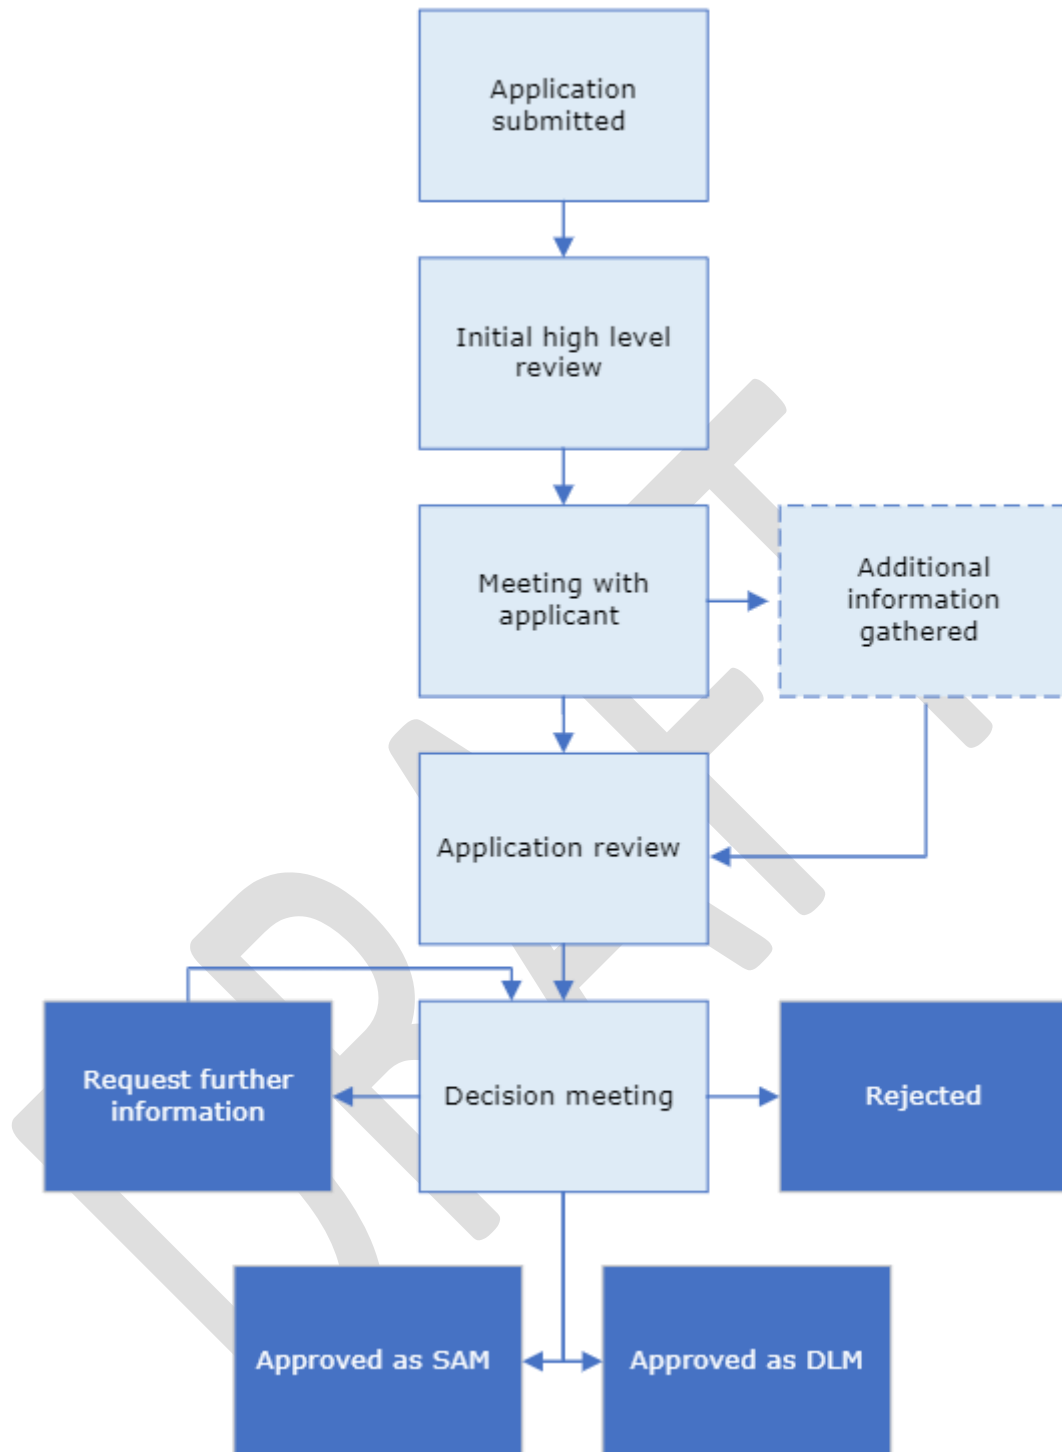 Application
submitted
Initial high level
review
Meeting with
applicant
Additional
information
gathered
Application review
Request further
information
Decision meeting
Rejected
Approved as SAM
Approved as DLM
DRAFT